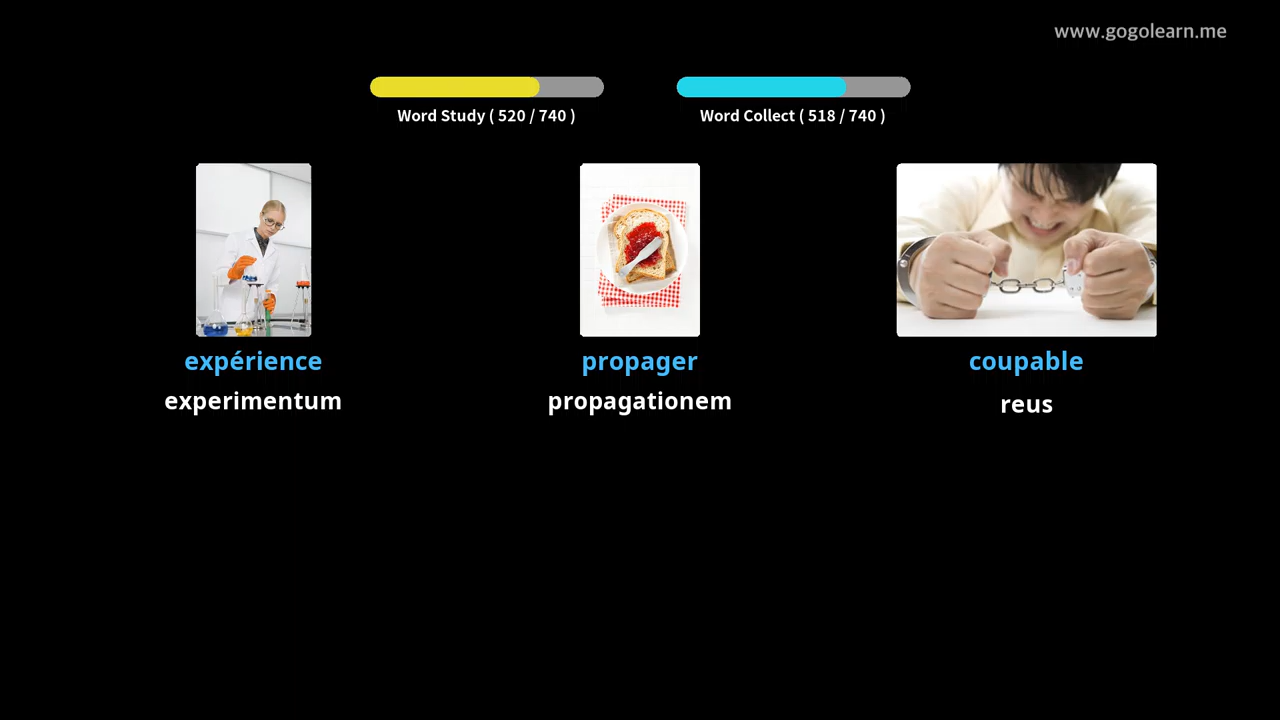 www.gogolearn.me
Word Study ( 520 / 740 )
Word Collect ( 518 / 740 )
expérience
propager
coupable
experimentum
propagationem
reus